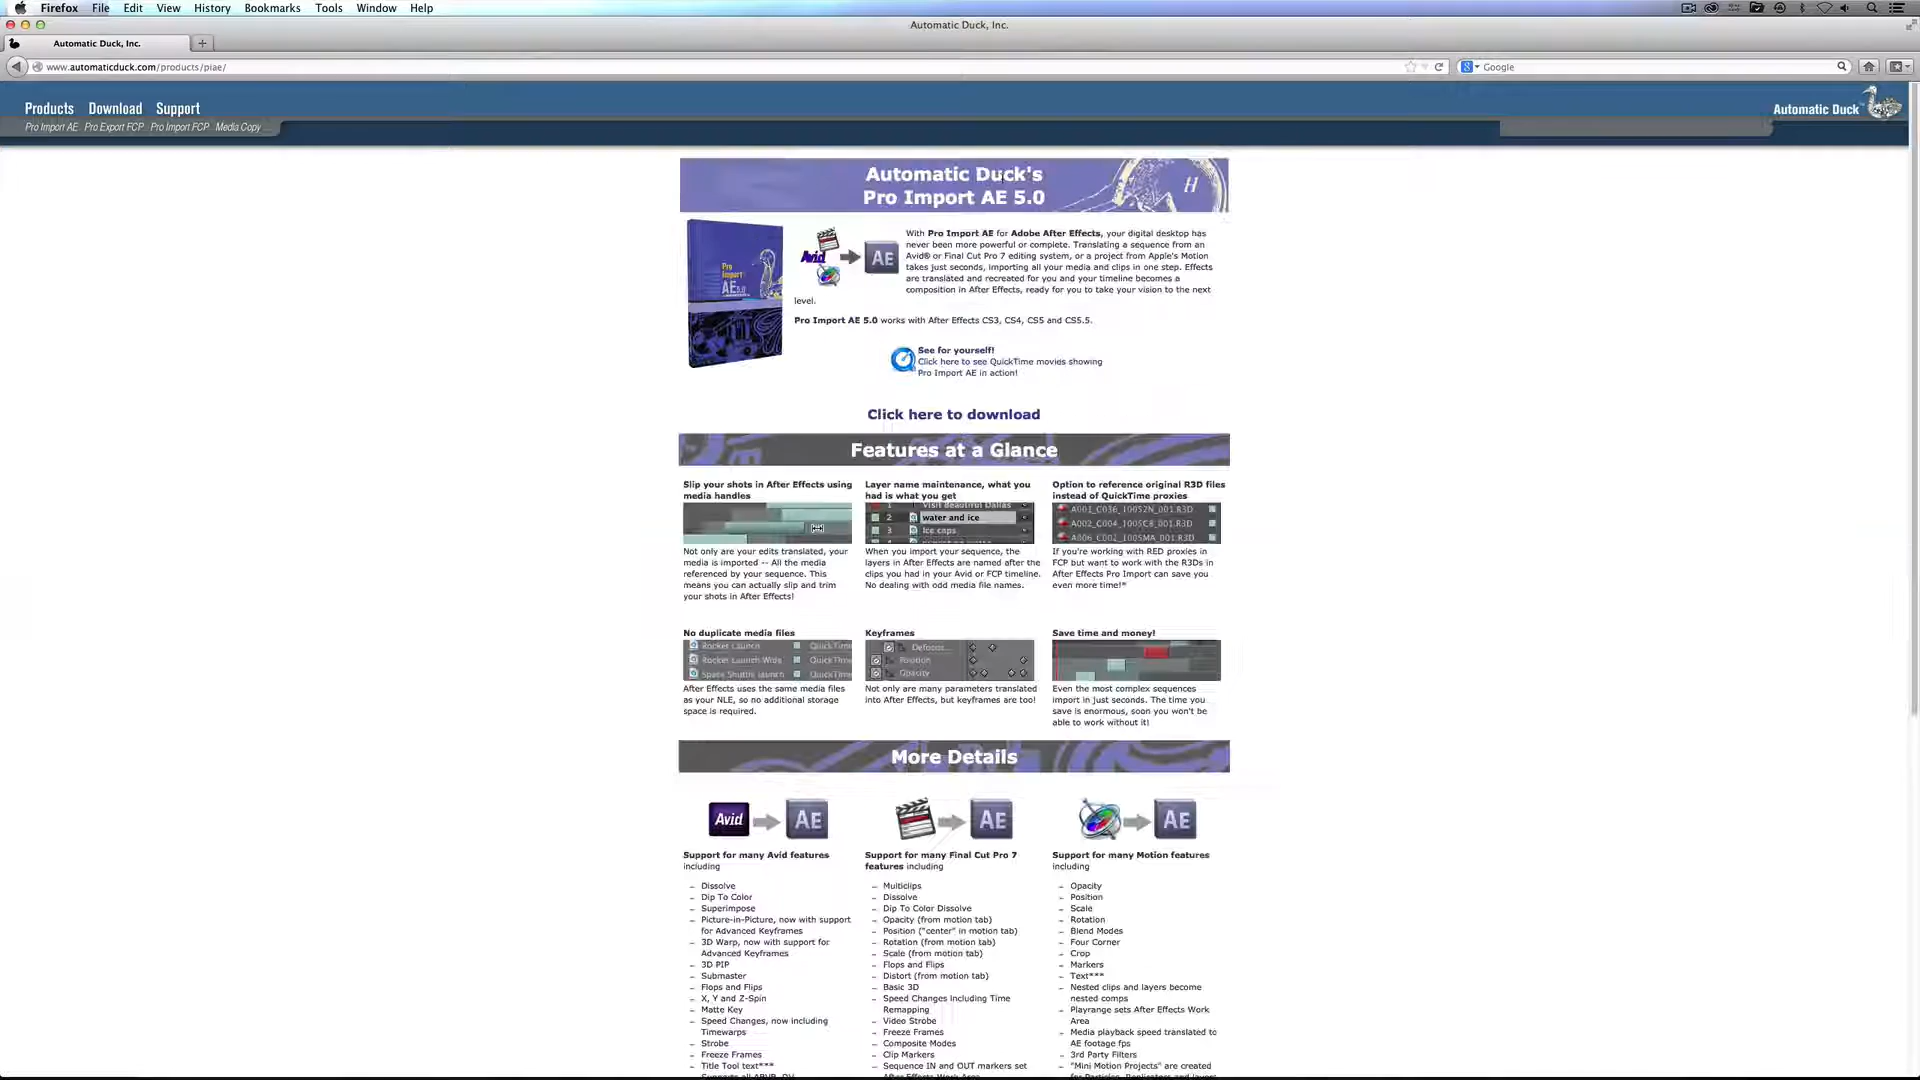 Firefox File Edit View History Bookmarks Tools Window Help
Automatic Duck, Inc.
Automatic Duck, Inc.
www.automaticduck.com/products/piae/
Google
Products Download Support
Automatic Duck
Pro Import AE Pro Export FCP Pro Import FCP Media Copy
Automatic Duck's
Pro Import AE 5.0
H
Pro
Import
AE 5.0
Avid
AE
With Pro Import AE for Adobe After Effects, your digital desktop has
never been more powerful or complete. Translating a sequence from an
Avid® or Final Cut Pro 7 editing system, or a project from Apple's Motion
takes just seconds, importing all your media and clips in one step. Effects
are translated and recreated for you and your timeline becomes a
composition in After Effects, ready for you to take your vision to the next
level.
Pro Import AE 5.0 works with After Effects CS3, CS4, CS5 and CS5.5.
See for yourself!
Click here to see QuickTime movies showing
Pro Import AE in action!
Click here to download
Features at a Glance
Slip your shots in After Effects using
media handles
Not only are your edits translated, your
media is imported -- All the media
referenced by your sequence. This
means you can actually slip and trim
your shots in After Effects!
Layer name maintenance, what you
had is what you get
1 Visit Beautiful Dallas
2 water and ice
3 Ice caps
When you import your sequence, the
layers in After Effects are named after the
clips you had in your Avid or FCP timeline.
No dealing with odd media file names.
Option to reference original R3D files
instead of QuickTime proxies
A001_C036_10052N_001.R3D
A002_C004_1005C8_001.R3D
A006_C002_1005MA_001.R3D
If you're working with RED proxies in
FCP but want to work with the R3Ds in
After Effects Pro Import can save you
even more time!*
No duplicate media files
Rocker Launch QuickTime
Rocker Launch Wide QuickTime
Space Shuttle launch QuickTime
After Effects uses the same media files
as your NLE, so no additional storage
space is required.
Keyframes
Defocus...
Position
Opacity
Not only are many parameters translated
into After Effects, but keyframes are too!
Save time and money!
Even the most complex sequences
import in just seconds. The time you
save is enormous, soon you won't be
able to work without it!
More Details
Avid AE
Support for many Avid features
including
– Dissolve
– Dip To Color
– Superimpose
– Picture-in-Picture, now with support
for Advanced Keyframes
– 3D Warp, now with support for
Advanced Keyframes
– 3D PIP
– Submaster
– Flops and Flips
– X, Y and Z-Spin
– Matte Key
– Speed Changes, now including
Timewarps
– Strobe
– Freeze Frames
– Title Tool text***
AE
Support for many Final Cut Pro 7
features including
– Multiclips
– Dissolve
– Dip To Color Dissolve
– Opacity (from motion tab)
– Position ("center" in motion tab)
– Rotation (from motion tab)
– Scale (from motion tab)
– Flops and Flips
– Distort (from motion tab)
– Basic 3D
– Speed Changes Including Time
Remapping
– Video Strobe
– Freeze Frames
– Composite Modes
– Clip Markers
– Sequence IN and OUT markers set
After Effects Work Area
AE
Support for many Motion features
including
– Opacity
– Position
– Scale
– Rotation
– Blend Modes
– Four Corner
– Crop
– Markers
– Text***
– Nested clips and layers become
nested comps
– Playrange sets After Effects Work
Area
– Media playback speed translated to
AE footage fps
– 3rd Party Filters
– "Mini Motion Projects" are created